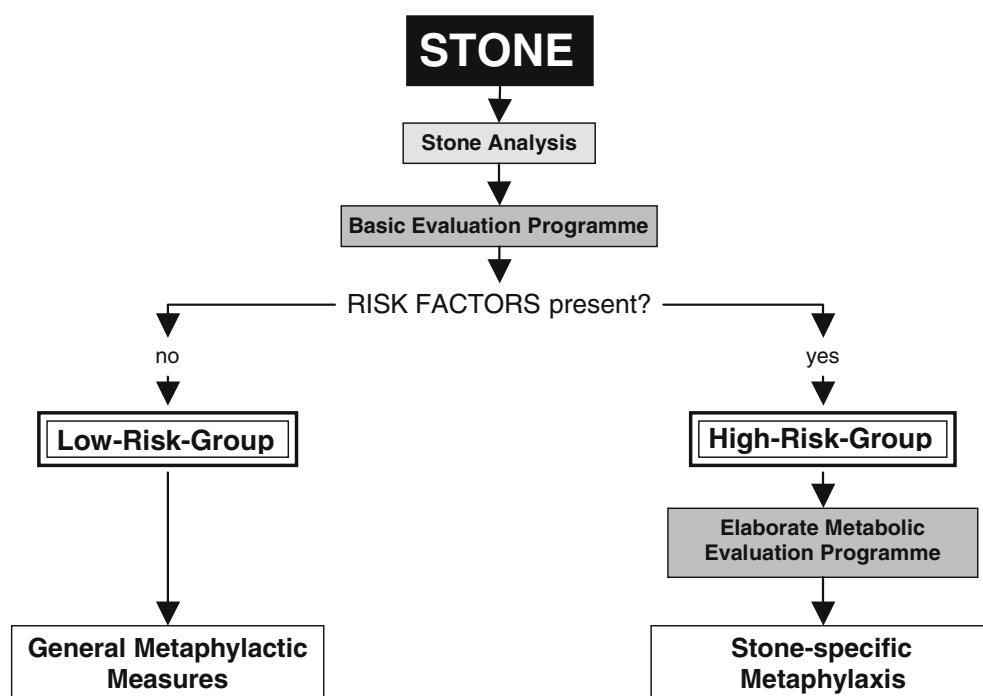 STONE
Stone Analysis
Basic Evaluation Programme
RISK FACTORS present?
no
yes
Low-Risk-Group
High-Risk-Group
Elaborate Metabolic
Evaluation Programme
General Metaphylactic
Measures
Stone-specific
Metaphylaxis